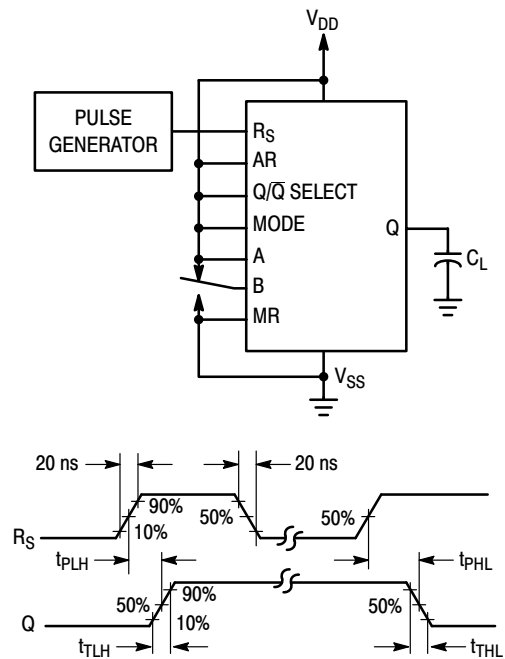 V_DD
PULSE
GENERATOR
R_S
AR
Q/Q̅ SELECT
MODE
A
B
MR
Q
C_L
V_SS
20 ns
20 ns
R_S
90%
10%
50%
50%
t_PLH
t_PHL
Q
50%
90%
10%
50%
t_TLH
t_THL